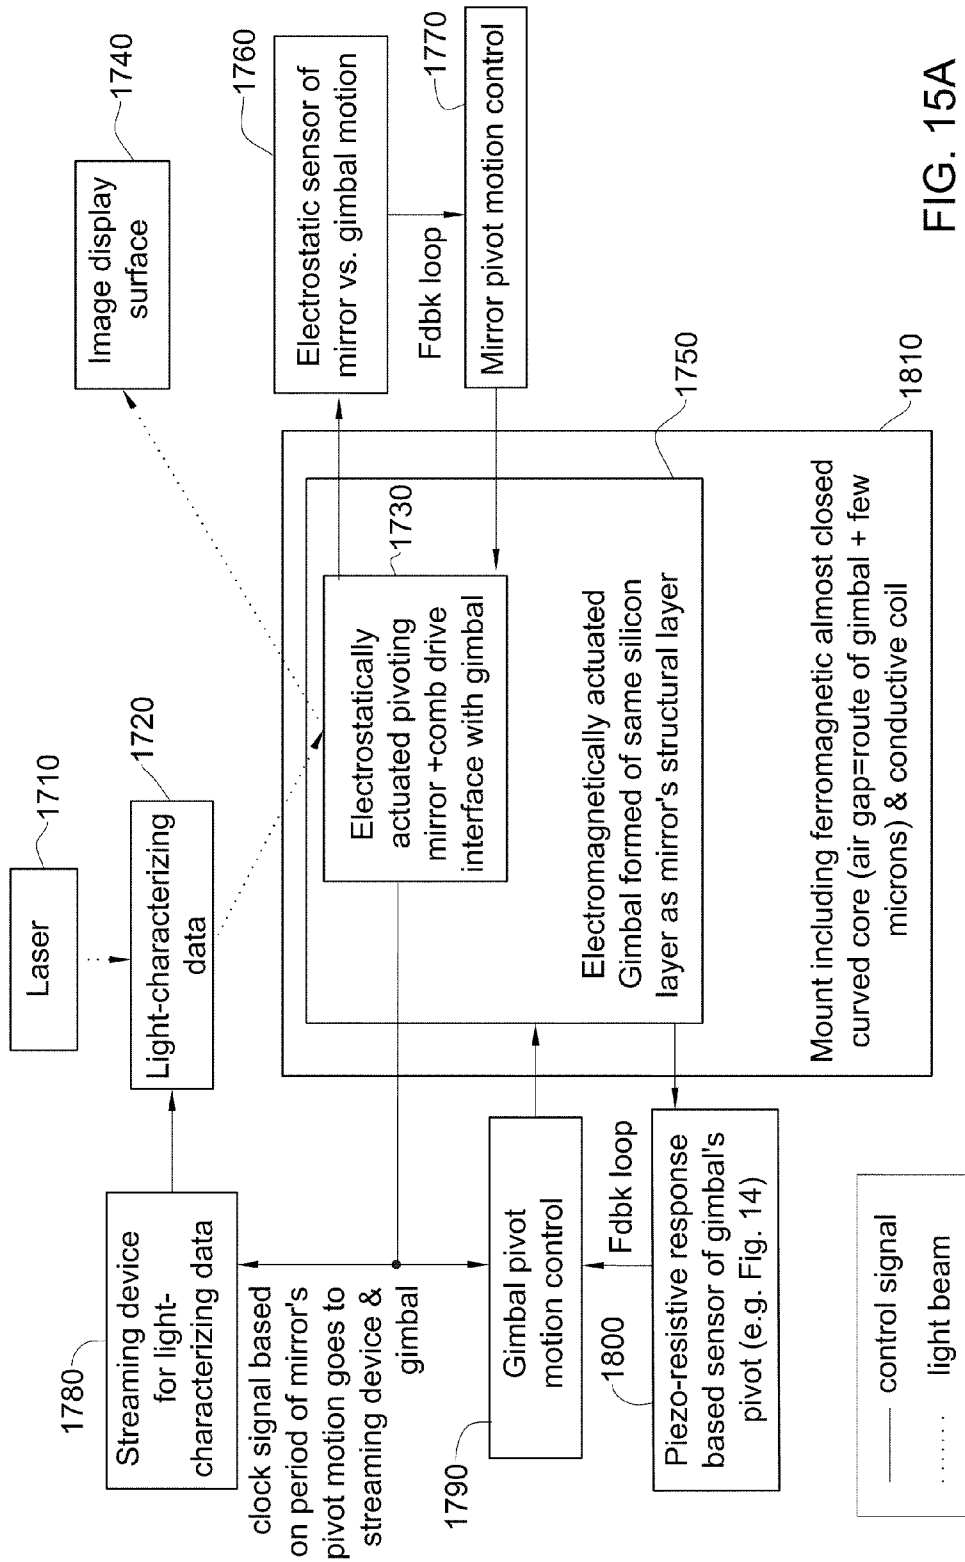 1710
Laser
1720
Light-characterizing
data
1740
Image display
surface
1780
Streaming device
for light-
characterizing data
1730
Electrostatically
actuated pivoting
mirror +comb drive
interface with gimbal
1760
Electrostatic sensor of
mirror vs. gimbal motion
Fdbk loop
1770
Mirror pivot motion control
clock signal based
on period of mirror's
pivot motion goes to
streaming device &
gimbal
1790
Gimbal pivot
motion control
Fdbk loop
1800
Piezo-resistive response
based sensor of gimbal's
pivot (e.g. Fig. 14)
1750
Electromagnetically actuated
Gimbal formed of same silicon
layer as mirror's structural layer
1810
Mount including ferromagnetic almost closed
curved core (air gap=route of gimbal + few
microns) & conductive coil
control signal
light beam
FIG. 15A